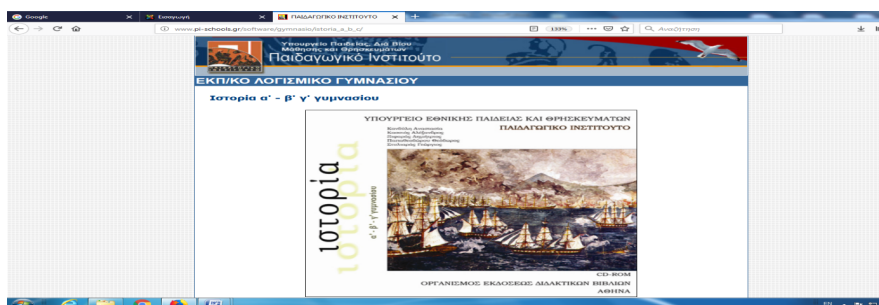 Google
Εισαγωγή
ΠΑΙΔΑΓΩΓΙΚΟ ΙΝΣΤΙΤΟΥΤΟ
www.pi-schools.gr/software/gymnasio/istoria_a_b_c/
133%
Αναζήτηση
Υπουργείο Παιδείας, Διά Βίου
Μάθησης και Θρησκευμάτων
Παιδαγωγικό Ινστιτούτο
ΕΚΠ/ΚΟ ΛΟΓΙΣΜΙΚΟ ΓΥΜΝΑΣΙΟΥ
Ιστορία α' - β' γ' γυμνασίου
ΥΠΟΥΡΓΕΙΟ ΕΘΝΙΚΗΣ ΠΑΙΔΕΙΑΣ ΚΑΙ ΘΡΗΣΚΕΥΜΑΤΩΝ
ΠΑΙΔΑΓΩΓΙΚΟ ΙΝΣΤΙΤΟΥΤΟ
ιστορία
ιστορία
α'- β'- γ' γυμνασίου
CD-ROM
ΟΡΓΑΝΙΣΜΟΣ ΕΚΔΟΣΕΩΣ ΔΙΔΑΚΤΙΚΩΝ ΒΙΒΛΙΩΝ
ΑΘΗΝΑ